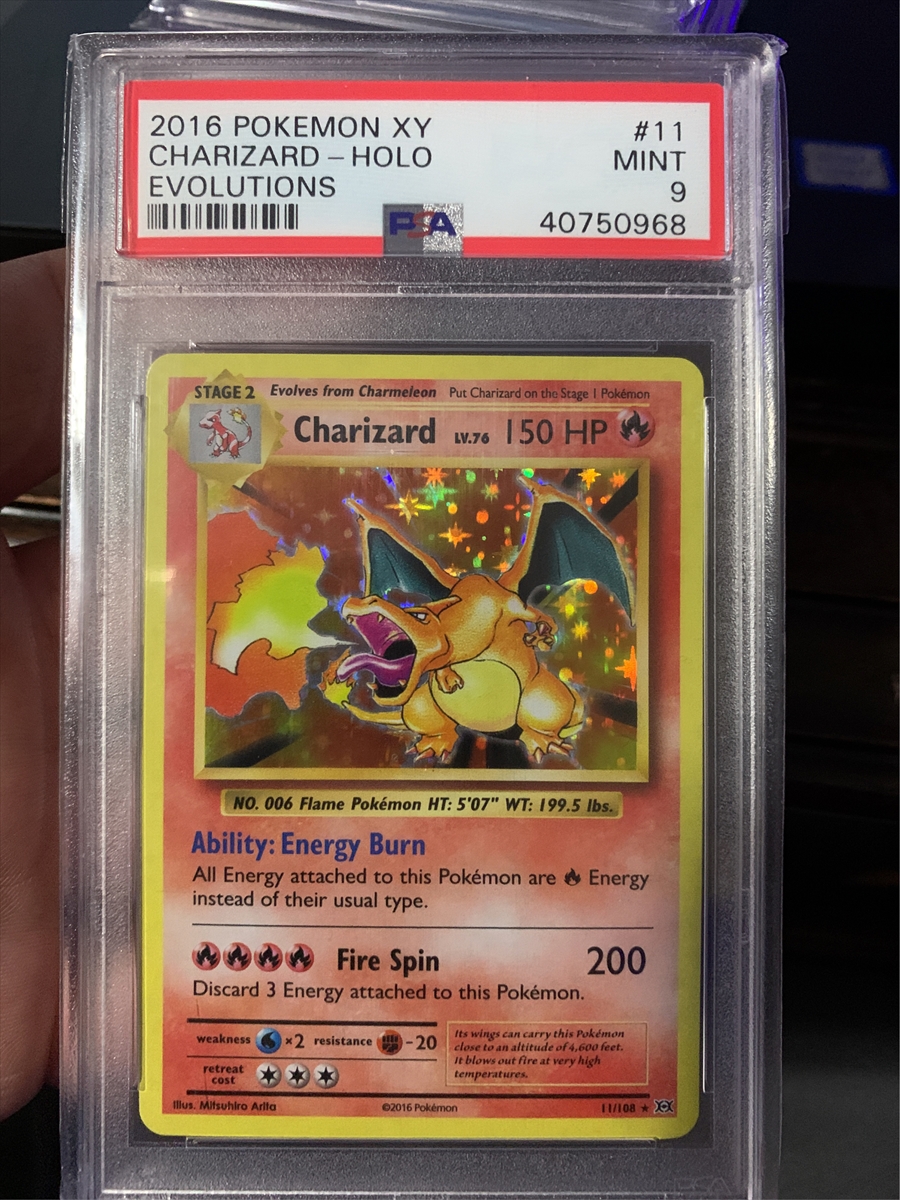 2016 POKEMON XY #11
CHARIZARD – HOLO MINT
EVOLUTIONS 9
PSA 40750968
STAGE 2 Evolves from Charmeleon Put Charizard on the Stage 1 Pokémon
Charizard LV.76 150 HP
NO. 006 Flame Pokémon HT: 5'07" WT: 199.5 lbs.
Ability: Energy Burn
All Energy attached to this Pokémon are Energy
instead of their usual type.
Fire Spin 200
Discard 3 Energy attached to this Pokémon.
weakness ×2 resistance -20
retreat
cost
Its wings can carry this Pokémon
close to an altitude of 4,600 feet.
It blows out fire at very high
temperatures.
Illus. Mitsuhiro Arita ©2016 Pokémon 11/108 ★